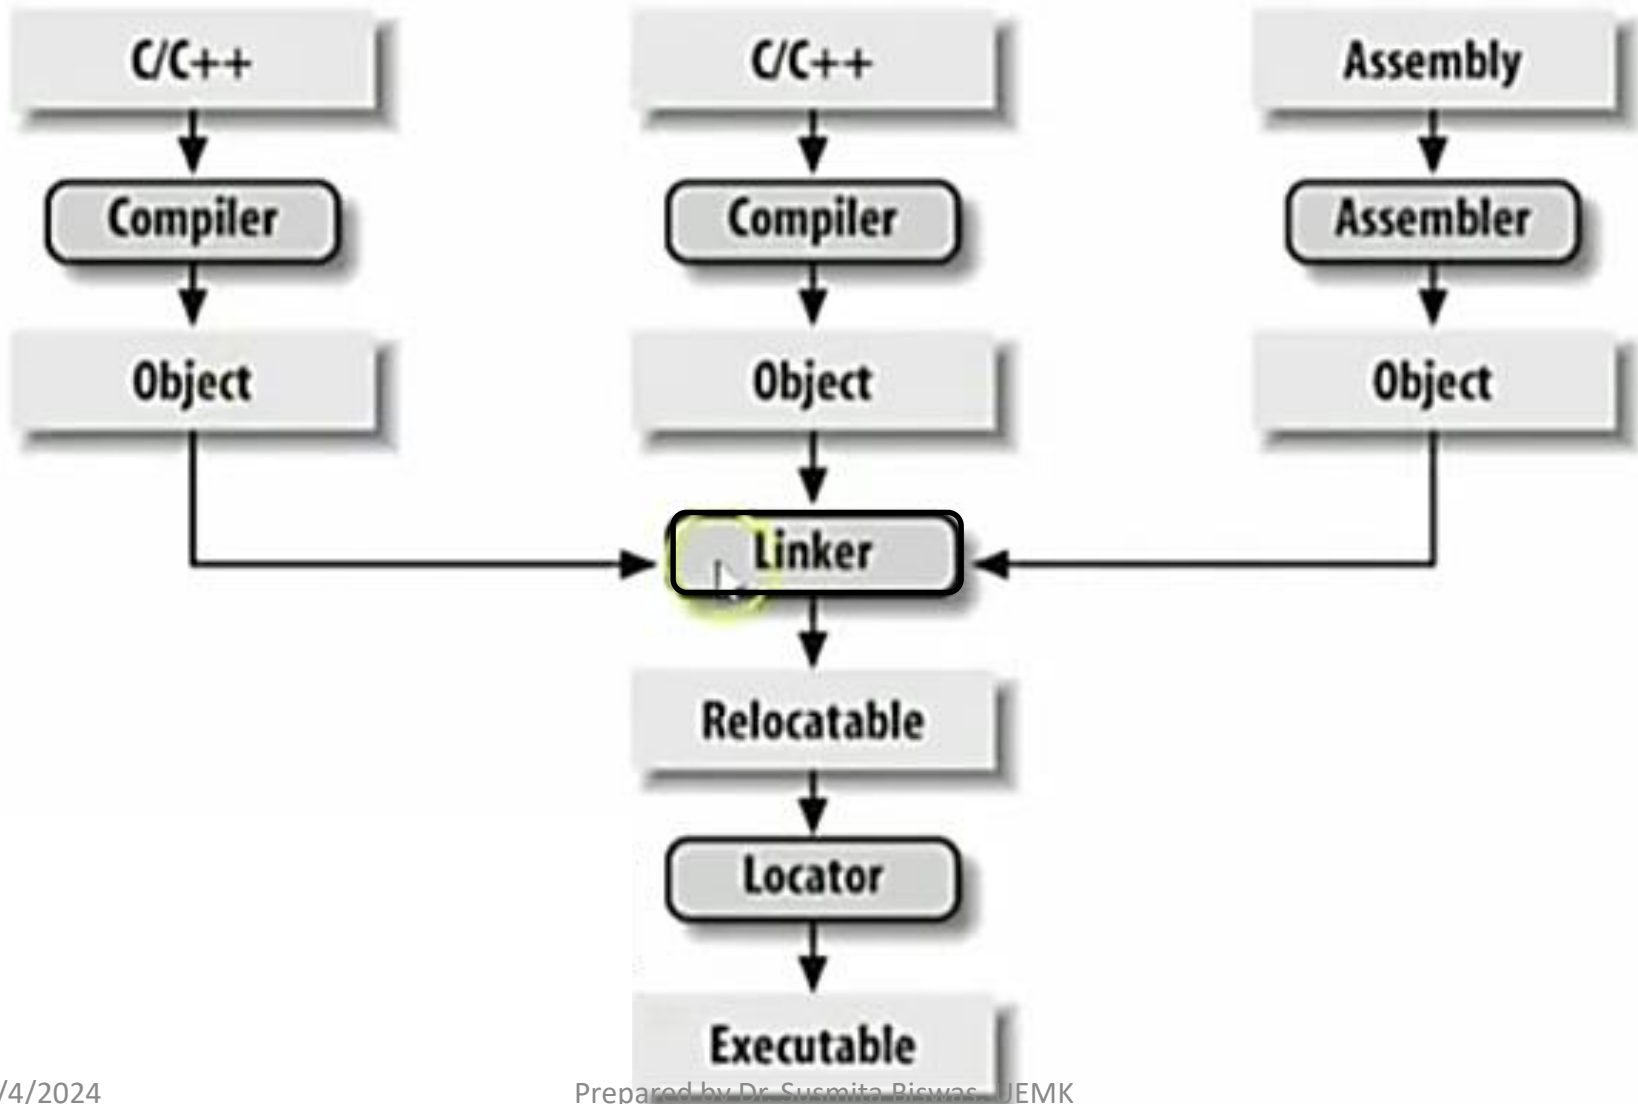 C/C++ C/C++ Assembly
Compiler Compiler Assembler
Object Object Object
Linker
Relocatable
Locator
Executable
/4/2024 Prepared by Dr. Susmita Biswas, UEMK